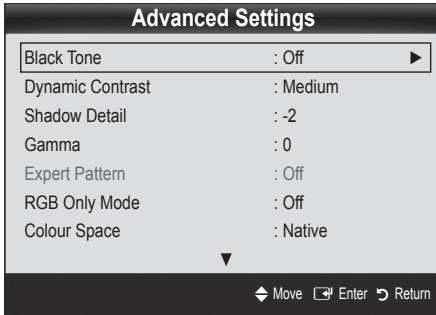 Advanced Settings
Black Tone : Off ▶
Dynamic Contrast : Medium
Shadow Detail : -2
Gamma : 0
Expert Pattern : Off
RGB Only Mode : Off
Colour Space : Native
▼
Move Enter Return